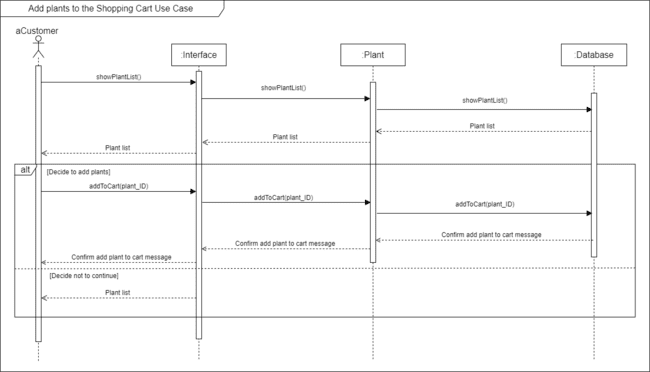 Add plants to the Shopping Cart Use Case
aCustomer
:Interface
:Plant
:Database
showPlantList()
showPlantList()
showPlantList()
Plant list
Plant list
Plant list
alt
[Decide to add plants]
addToCart(plant_ID)
addToCart(plant_ID)
addToCart(plant_ID)
Confirm add plant to cart message
Confirm add plant to cart message
Confirm add plant to cart message
[Decide not to continue]
Plant list